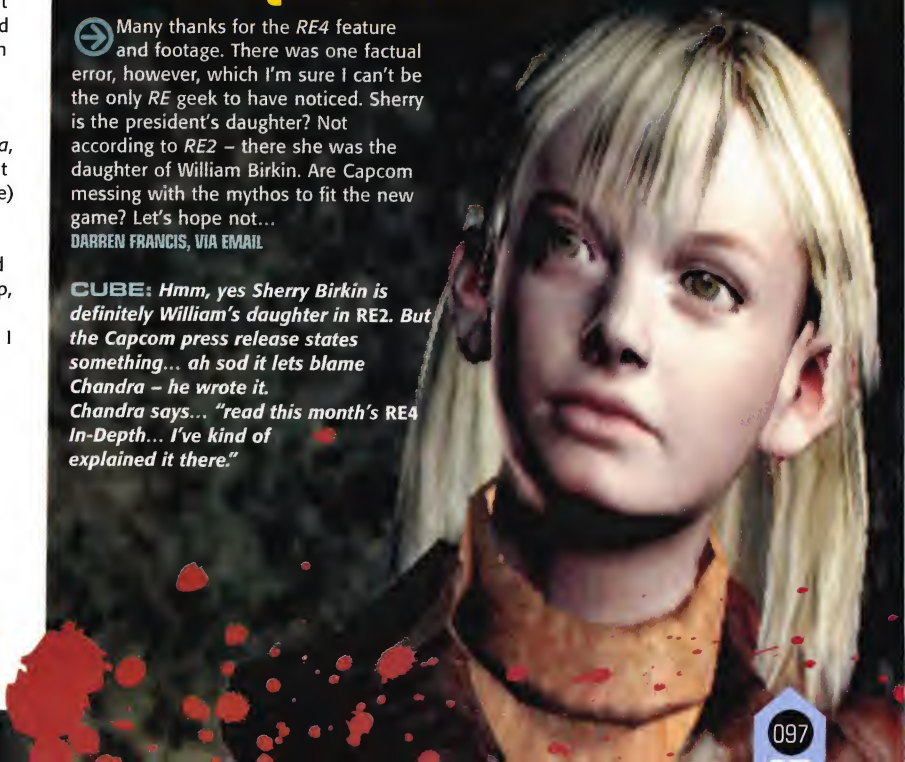 Many thanks for the RE4 feature
and footage. There was one factual
error, however, which I'm sure I can't be
the only RE geek to have noticed. Sherry
is the president's daughter? Not
according to RE2 – there she was the
daughter of William Birkin. Are Capcom
messing with the mythos to fit the new
game? Let's hope not...
DARREN FRANCIS, VIA EMAIL
CUBE: Hmm, yes Sherry Birkin is
definitely William's daughter in RE2. But
the Capcom press release states
something... ah sod it lets blame
Chandra – he wrote it.
Chandra says... "read this month's RE4
In-Depth... I've kind of
explained it there."
097